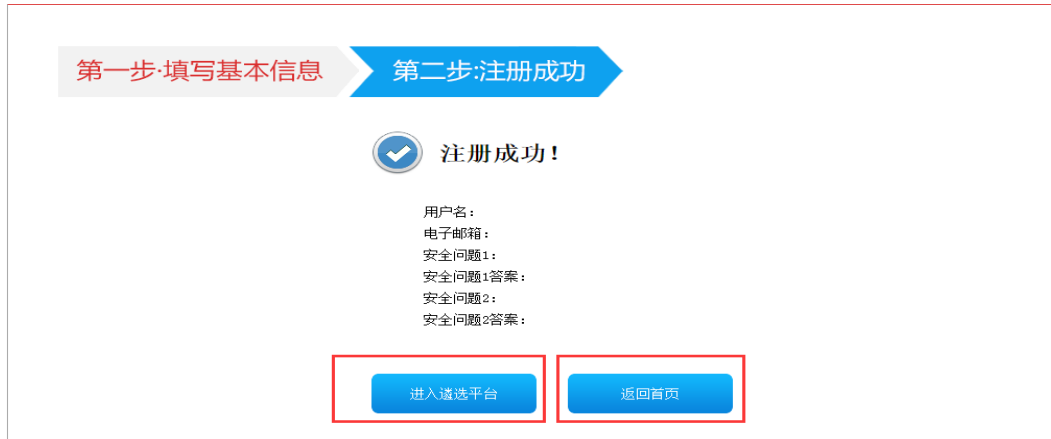 第一步·填写基本信息
第二步:注册成功
注册成功!
用户名:
电子邮箱:
安全问题1:
安全问题1答案:
安全问题2:
安全问题2答案:
进入遴选平台
返回首页